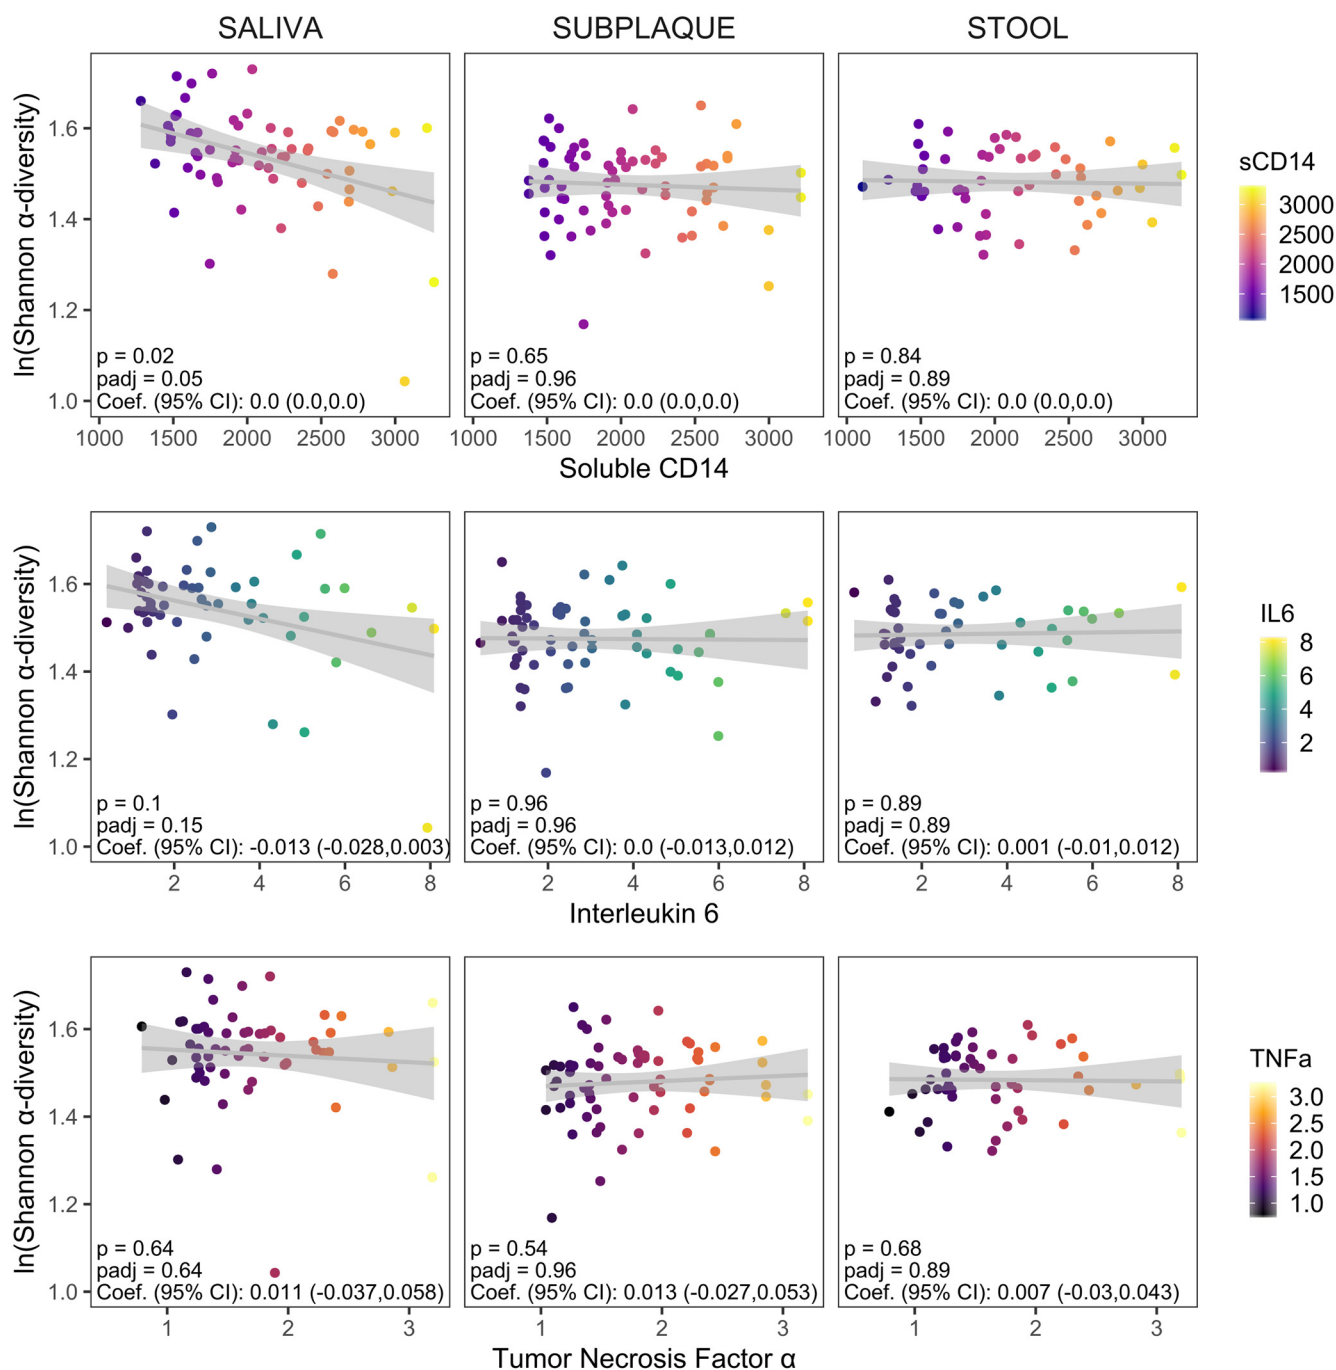 SALIVA SUBPLAQUE STOOL
ln(Shannon α-diversity)
1.6
1.4
1.2
1.0
p = 0.02
padj = 0.05
Coef. (95% CI): 0.0 (0.0,0.0)
p = 0.65
padj = 0.96
Coef. (95% CI): 0.0 (0.0,0.0)
p = 0.84
padj = 0.89
Coef. (95% CI): 0.0 (0.0,0.0)
1000 1500 2000 2500 3000 1000 1500 2000 2500 3000 1000 1500 2000 2500 3000
Soluble CD14
sCD14
3000
2500
2000
1500
ln(Shannon α-diversity)
1.6
1.4
1.2
1.0
p = 0.1
padj = 0.15
Coef. (95% CI): -0.013 (-0.028,0.003)
p = 0.96
padj = 0.96
Coef. (95% CI): 0.0 (-0.013,0.012)
p = 0.89
padj = 0.89
Coef. (95% CI): 0.001 (-0.01,0.012)
2 4 6 8 2 4 6 8 2 4 6 8
Interleukin 6
IL6
8
6
4
2
ln(Shannon α-diversity)
1.6
1.4
1.2
1.0
p = 0.64
padj = 0.64
Coef. (95% CI): 0.011 (-0.037,0.058)
p = 0.54
padj = 0.96
Coef. (95% CI): 0.013 (-0.027,0.053)
p = 0.68
padj = 0.89
Coef. (95% CI): 0.007 (-0.03,0.043)
1 2 3 1 2 3 1 2 3
Tumor Necrosis Factor α
TNFa
3.0
2.5
2.0
1.5
1.0